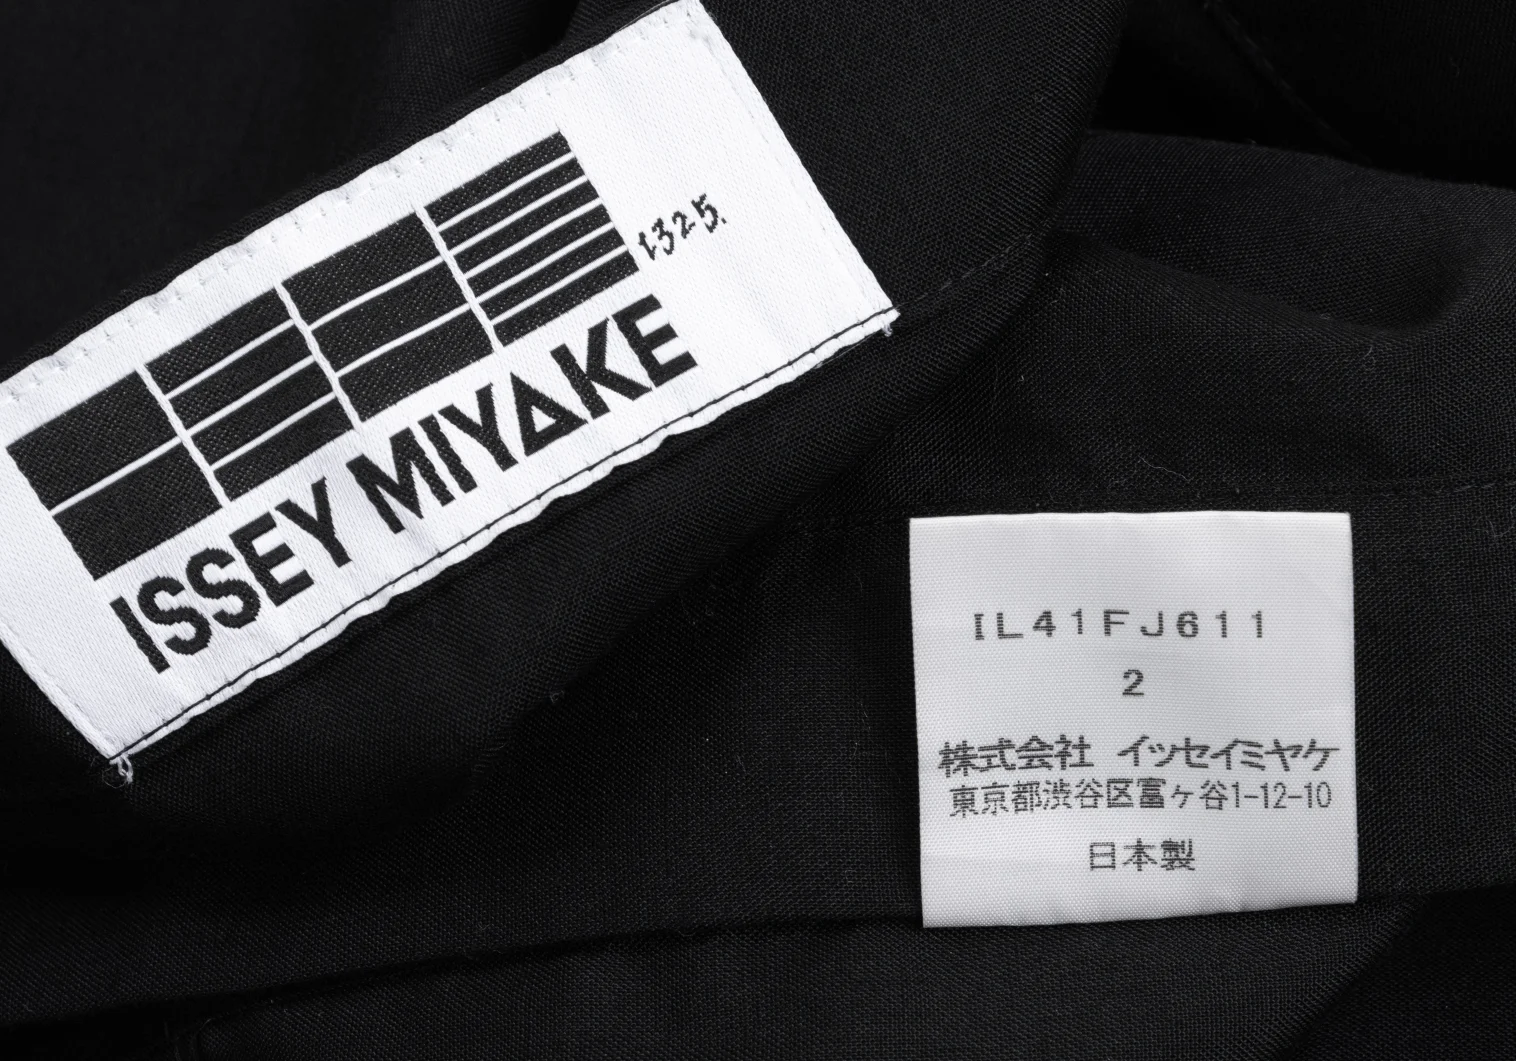 132 5.
ISSEY MIYAKE
IL41FJ611
2
株式会社 イッセイミヤケ
東京都渋谷区富ヶ谷1-12-10
日本製